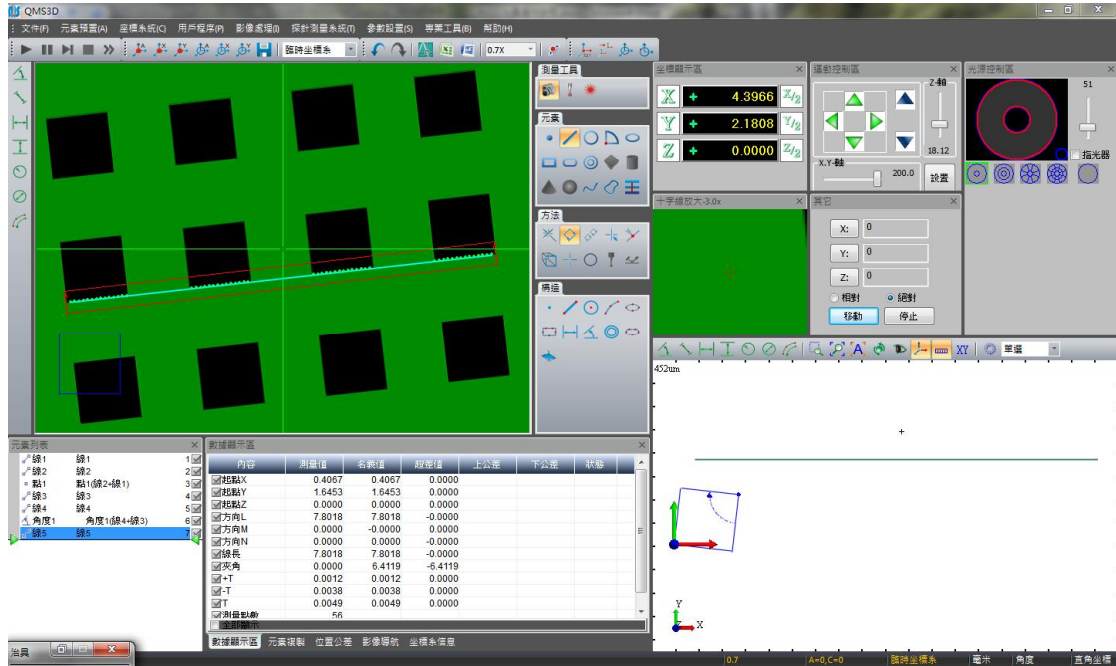 QMS3D
文件(F) 元素預置(A) 座標系統(C) 用戶程序(P) 影像處理(I) 探針測量系統(T) 參數設置(S) 專業工具(B) 幫助(H)
臨時坐標系 0.7X
測量工具
元素
方法
構造
坐標顯示區
X + 4.3966 X/2
Y + 2.1808 Y/2
Z + 0.0000 Z/2
運動控制區
Z-軸
18.12
X.Y-軸
200.0 設置
光源控制區
51
指光器
十字線放大-3.0x
其它
X: 0
Y: 0
Z: 0
相對 絕對
移動 停止
XY 單選
452um
Y
X
元素列表
線1 線1 1
線2 線2 2
點1 點1(線2+線1) 3
線3 線3 4
線4 線4 5
角度1 角度1(線4+線3) 6
線5 線5 7
數據顯示區
內容 測量值 名義值 超差值 上公差 下公差 狀態
起點X 0.4067 0.4067 0.0000
起點Y 1.6453 1.6453 0.0000
起點Z 0.0000 0.0000 0.0000
方向L 7.8018 7.8018 -0.0000
方向M 0.0000 -0.0000 0.0000
方向N 0.0000 0.0000 -0.0000
線長 7.8018 7.8018 -0.0000
夾角 0.0000 6.4119 -6.4119
+T 0.0012 0.0012 0.0000
-T 0.0038 0.0038 0.0000
T 0.0049 0.0049 0.0000
測量點數 56
全部顯示
數據顯示區 元素複製 位置公差 影像導航 坐標系信息
治具
0.7 A=0,C=0 臨時坐標系 毫米 角度 直角坐標